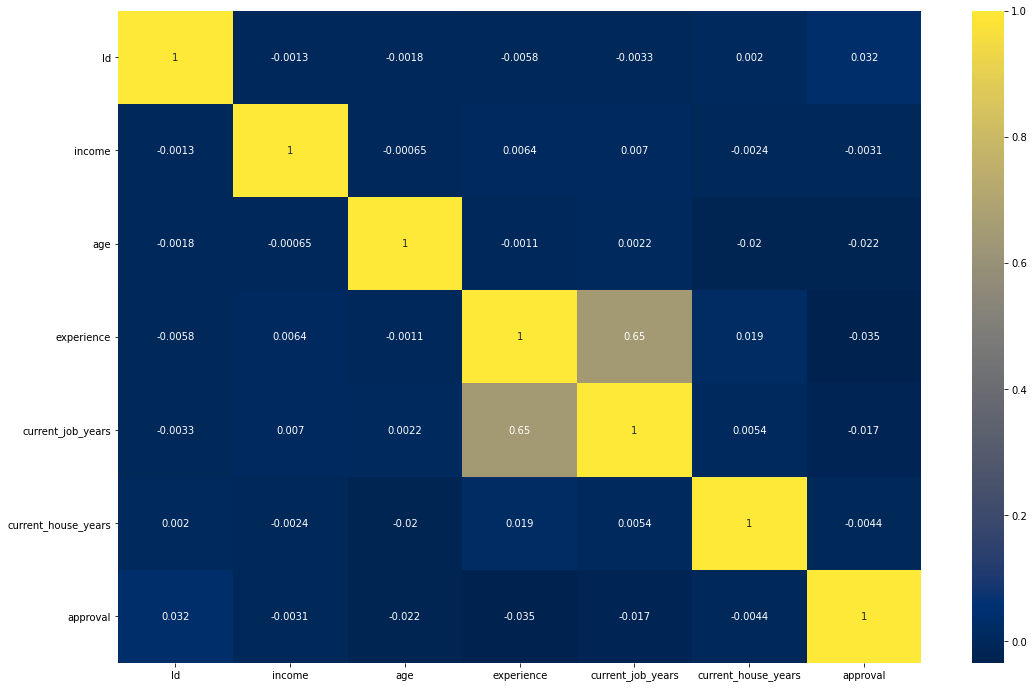 Id 1 -0.0013 -0.0018 -0.0058 -0.0033 0.002 0.032
income -0.0013 1 -0.00065 0.0064 0.007 -0.0024 -0.0031
age -0.0018 -0.00065 1 -0.0011 0.0022 -0.02 -0.022
experience -0.0058 0.0064 -0.0011 1 0.65 0.019 -0.035
current_job_years -0.0033 0.007 0.0022 0.65 1 0.0054 -0.017
current_house_years 0.002 -0.0024 -0.02 0.019 0.0054 1 -0.0044
approval 0.032 -0.0031 -0.022 -0.035 -0.017 -0.0044 1
Id income age experience current_job_years current_house_years approval
1.0
0.8
0.6
0.4
0.2
0.0